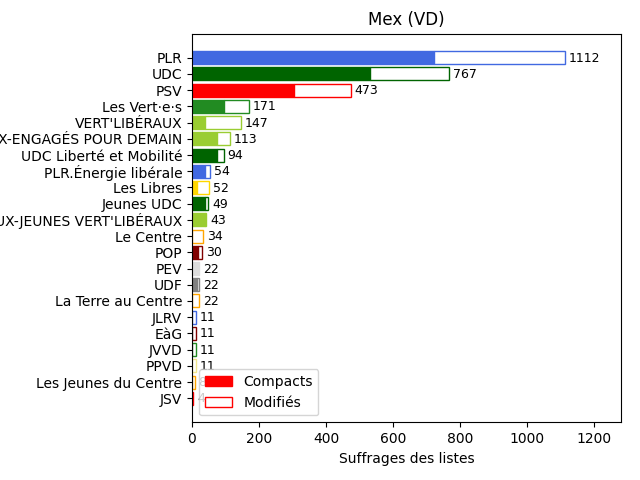 Mex (VD)
PLR 1112
UDC 767
PSV 473
Les Vert·e·s 171
VERT'LIBÉRAUX 147
X-ENGAGÉS POUR DEMAIN 113
UDC Liberté et Mobilité 94
PLR.Énergie libérale 54
Les Libres 52
Jeunes UDC 49
UX-JEUNES VERT'LIBÉRAUX 43
Le Centre 34
POP 30
PEV 22
UDF 22
La Terre au Centre 22
JLRV 11
EàG 11
JVVD 11
PPVD 11
Les Jeunes du Centre
JSV 4
Compacts
Modifiés
0 200 400 600 800 1000 1200
Suffrages des listes